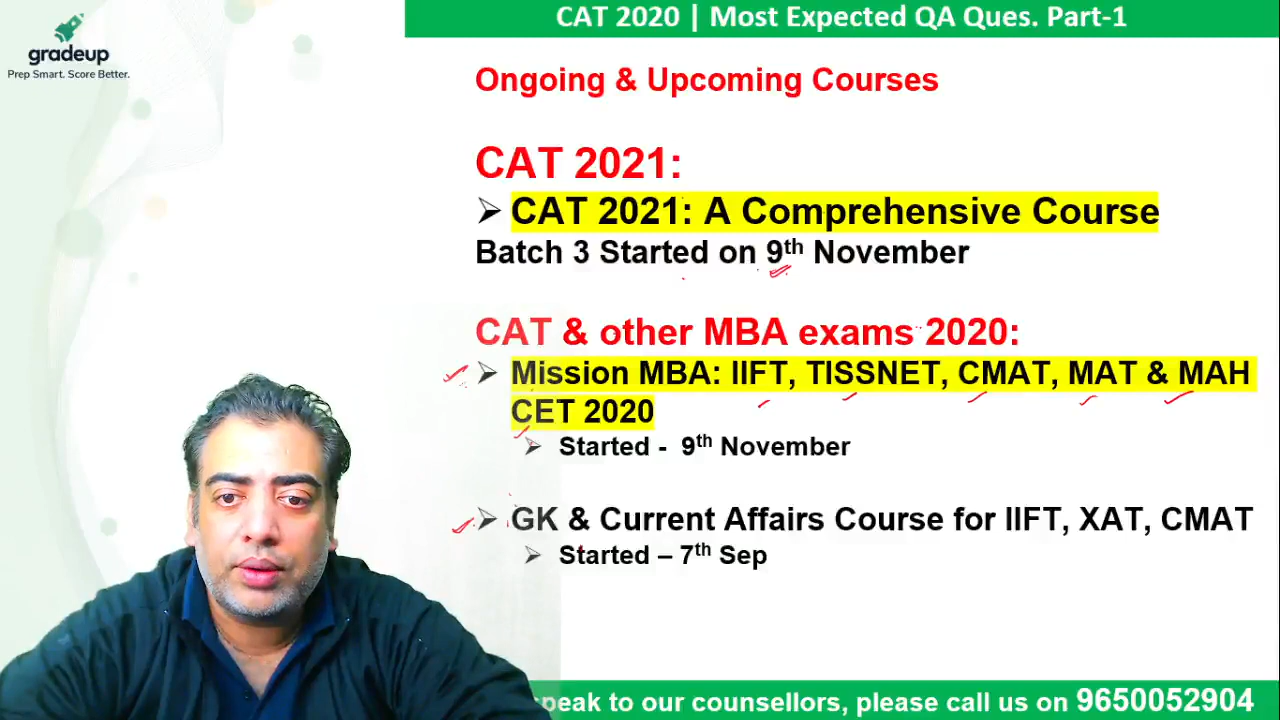 CAT 2020 | Most Expected QA Ques. Part-1
gradeup
Prep Smart. Score Better.
Ongoing & Upcoming Courses
CAT 2021:
➢ CAT 2021: A Comprehensive Course
Batch 3 Started on 9th November
CAT & other MBA exams 2020:
➢ Mission MBA: IIFT, TISSNET, CMAT, MAT & MAH
CET 2020
➢ Started - 9th November
➢ GK & Current Affairs Course for IIFT, XAT, CMAT
➢ Started – 7th Sep
peak to our counsellors, please call us on 9650052904